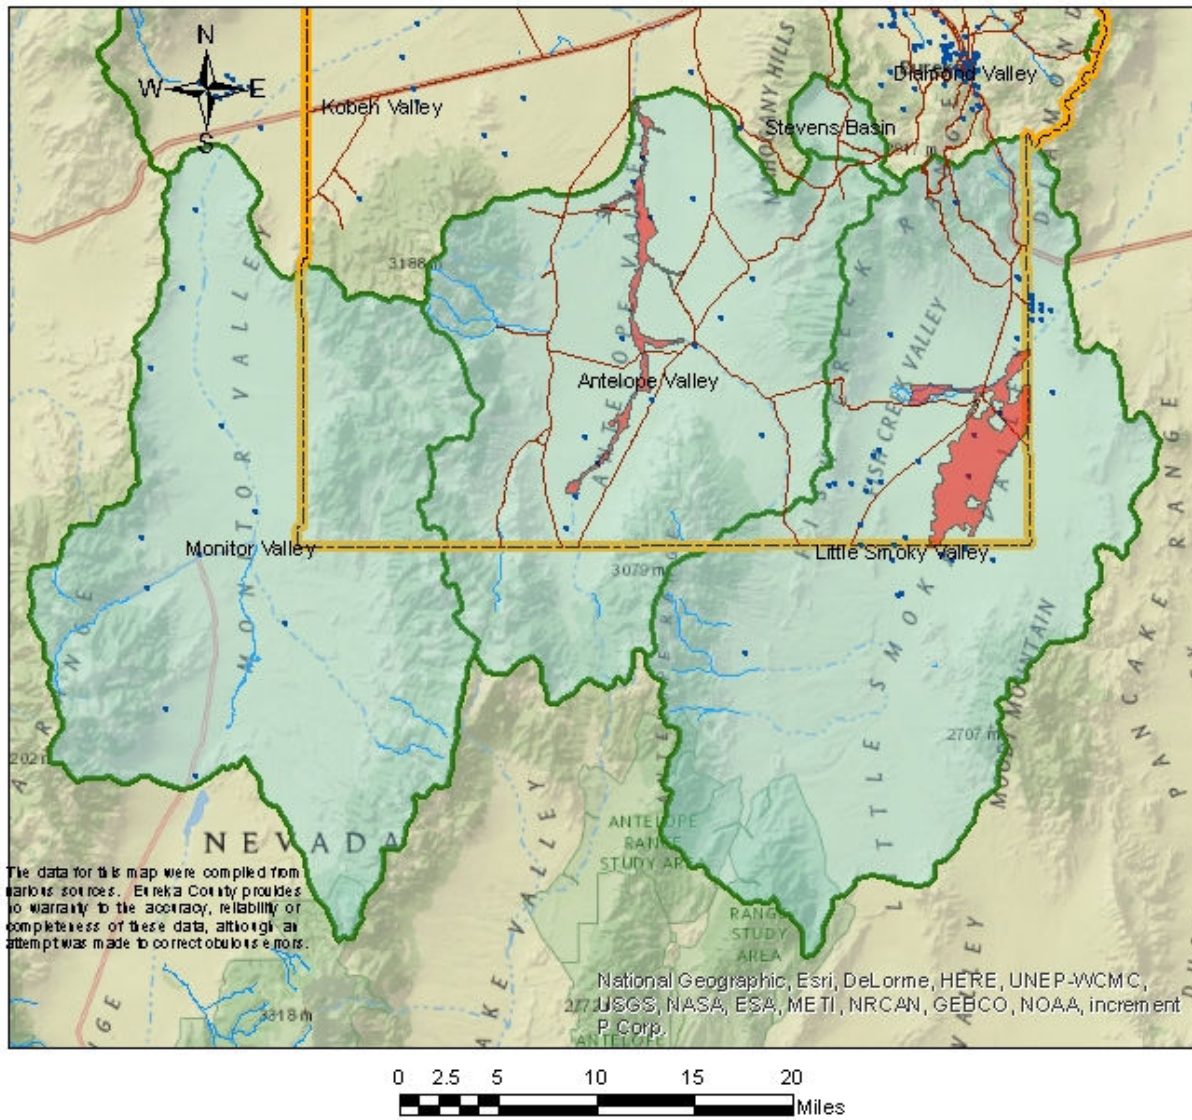 N
W E
S
Koben Valley
Diamond Valley
Stevens Basin
MAHOGANY HILLS
3188 m
MONITOR VALLEY
ANTELOPE VALLEY
FISH CREEK VALLEY
Antelope Valley
Monitor Valley
Little Smoky Valley
3079 m
LITTLE SMOKY
MOODY MOUNTAIN
PANCAKE RANGE
2707 m
NEVADA
ANTELOPE
RANGE
STUDY AREA
RANGE
STUDY
AREA
The data for this map were compiled from
various sources. Eureka County provides
no warranty to the accuracy, reliability or
completeness of these data, although an
attempt was made to correct obvious errors.
3318 m
VALLEY
VALLEY
National Geographic, Esri, DeLorme, HERE, UNEP-WCMC,
USGS, NASA, ESA, METI, NRCAN, GEBCO, NOAA, increment
P Corp.
ANTELOPE
0 2.5 5 10 15 20
Miles